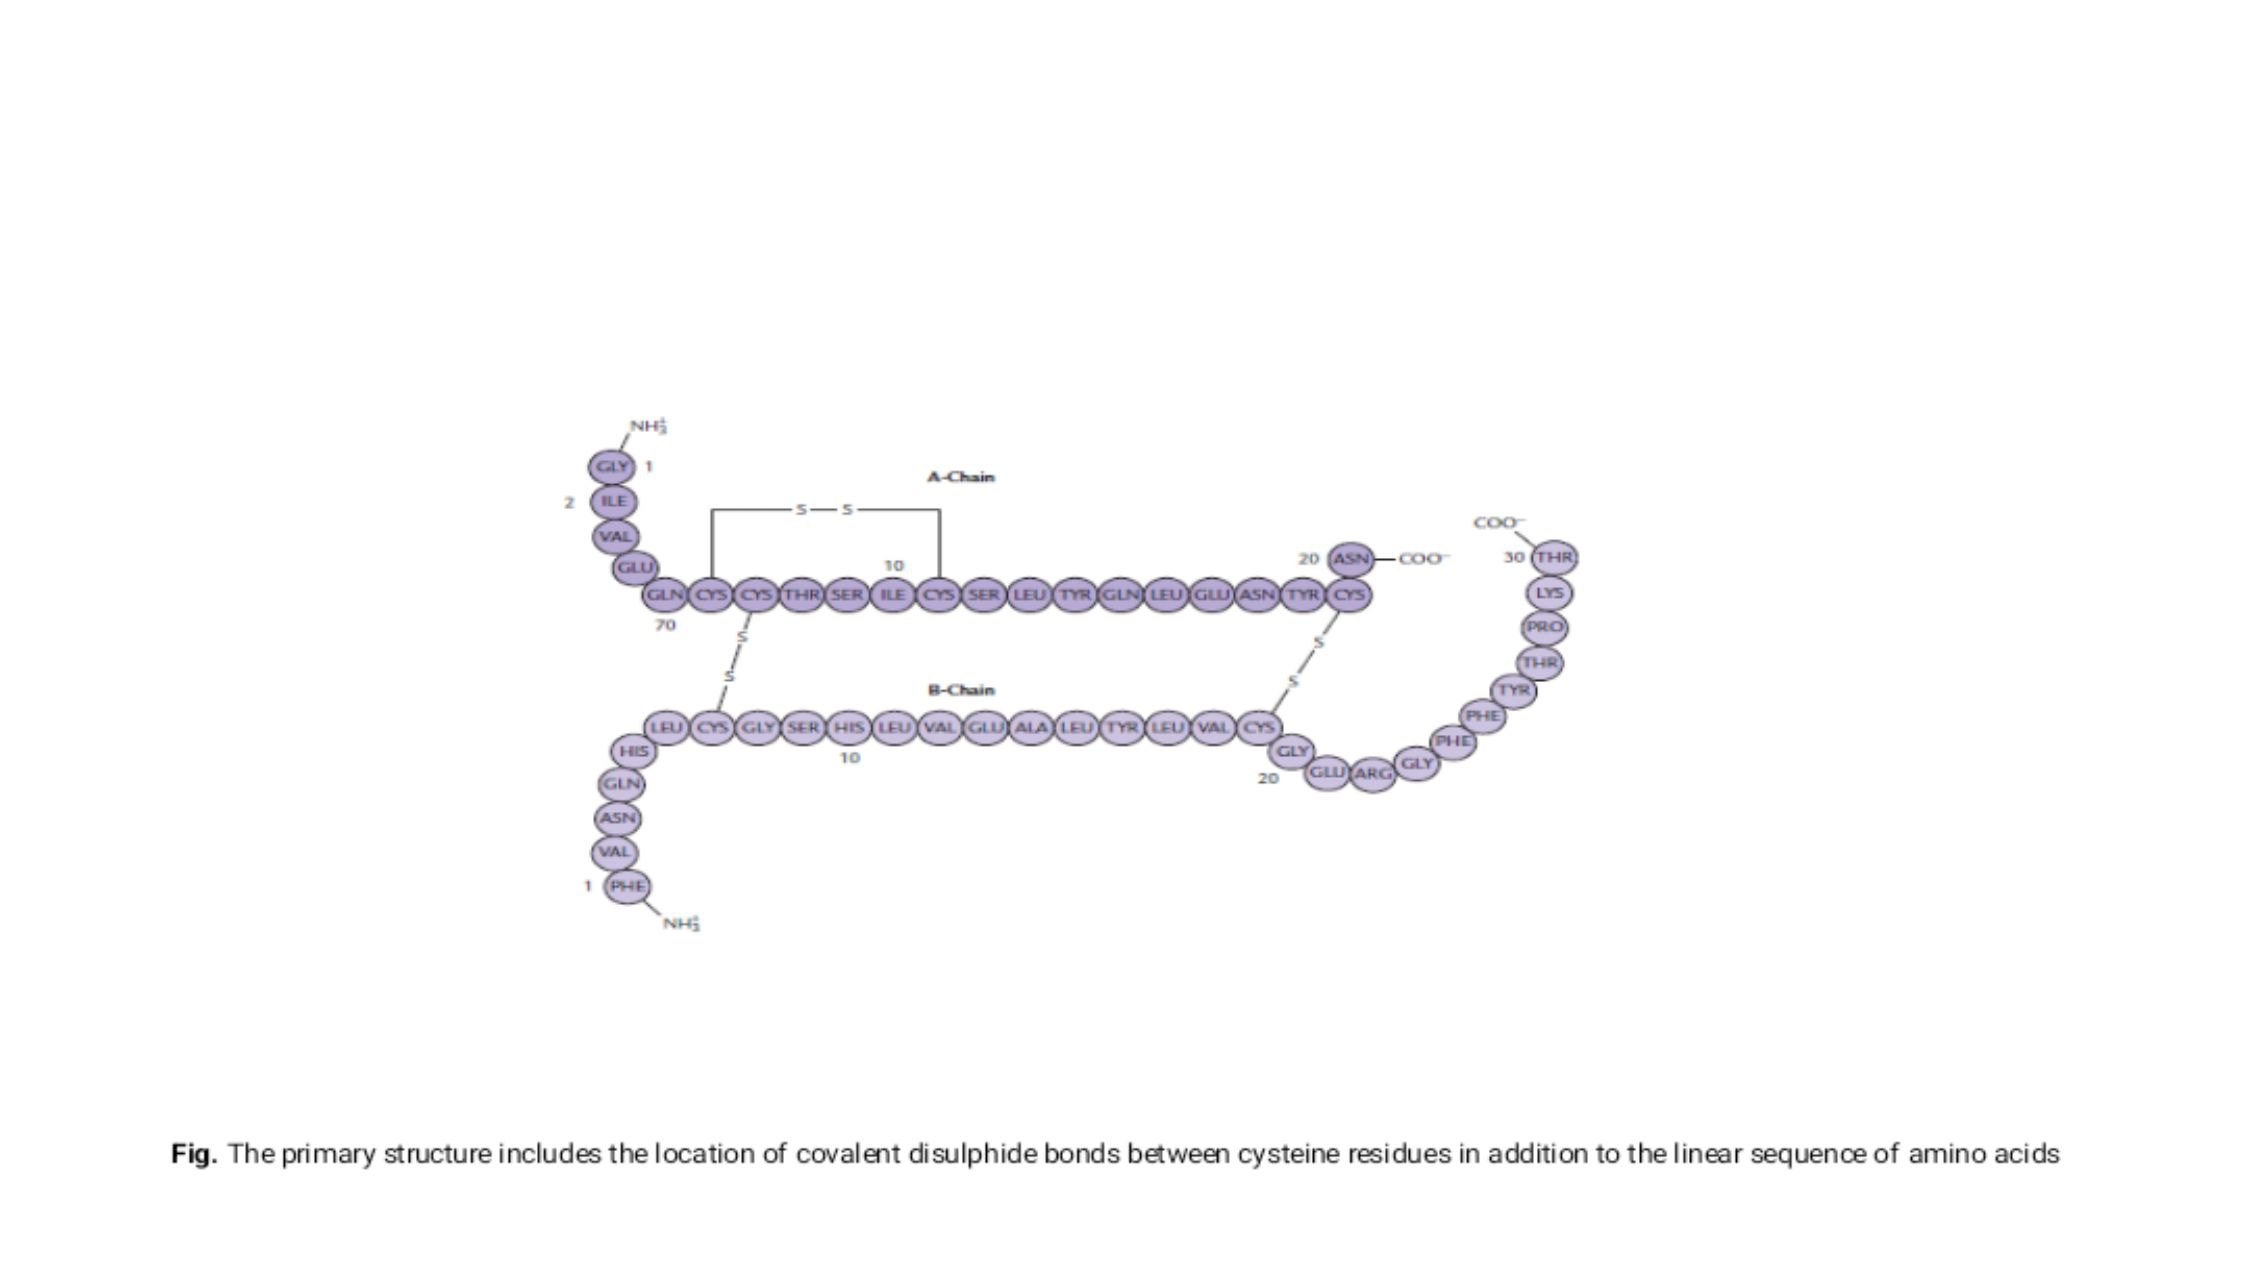 NH₃⁺
GLY 1
2 ILE
VAL
GLU
A-Chain
S S
10
GLN CYS CYS THR SER ILE CYS SER LEU TYR GLN LEU GLU ASN TYR CYS
70
20 ASN COO⁻
S S
S S
COO⁻
30 THR
LYS
PRO
THR
TYR
PHE
PHE
GLY
ARG
GLU
GLY
20
B-Chain
LEU CYS GLY SER HIS LEU VAL GLU ALA LEU TYR LEU VAL CYS
10
HIS
GLN
ASN
VAL
1 PHE
NH₃⁺
Fig. The primary structure includes the location of covalent disulphide bonds between cysteine residues in addition to the linear sequence of amino acids